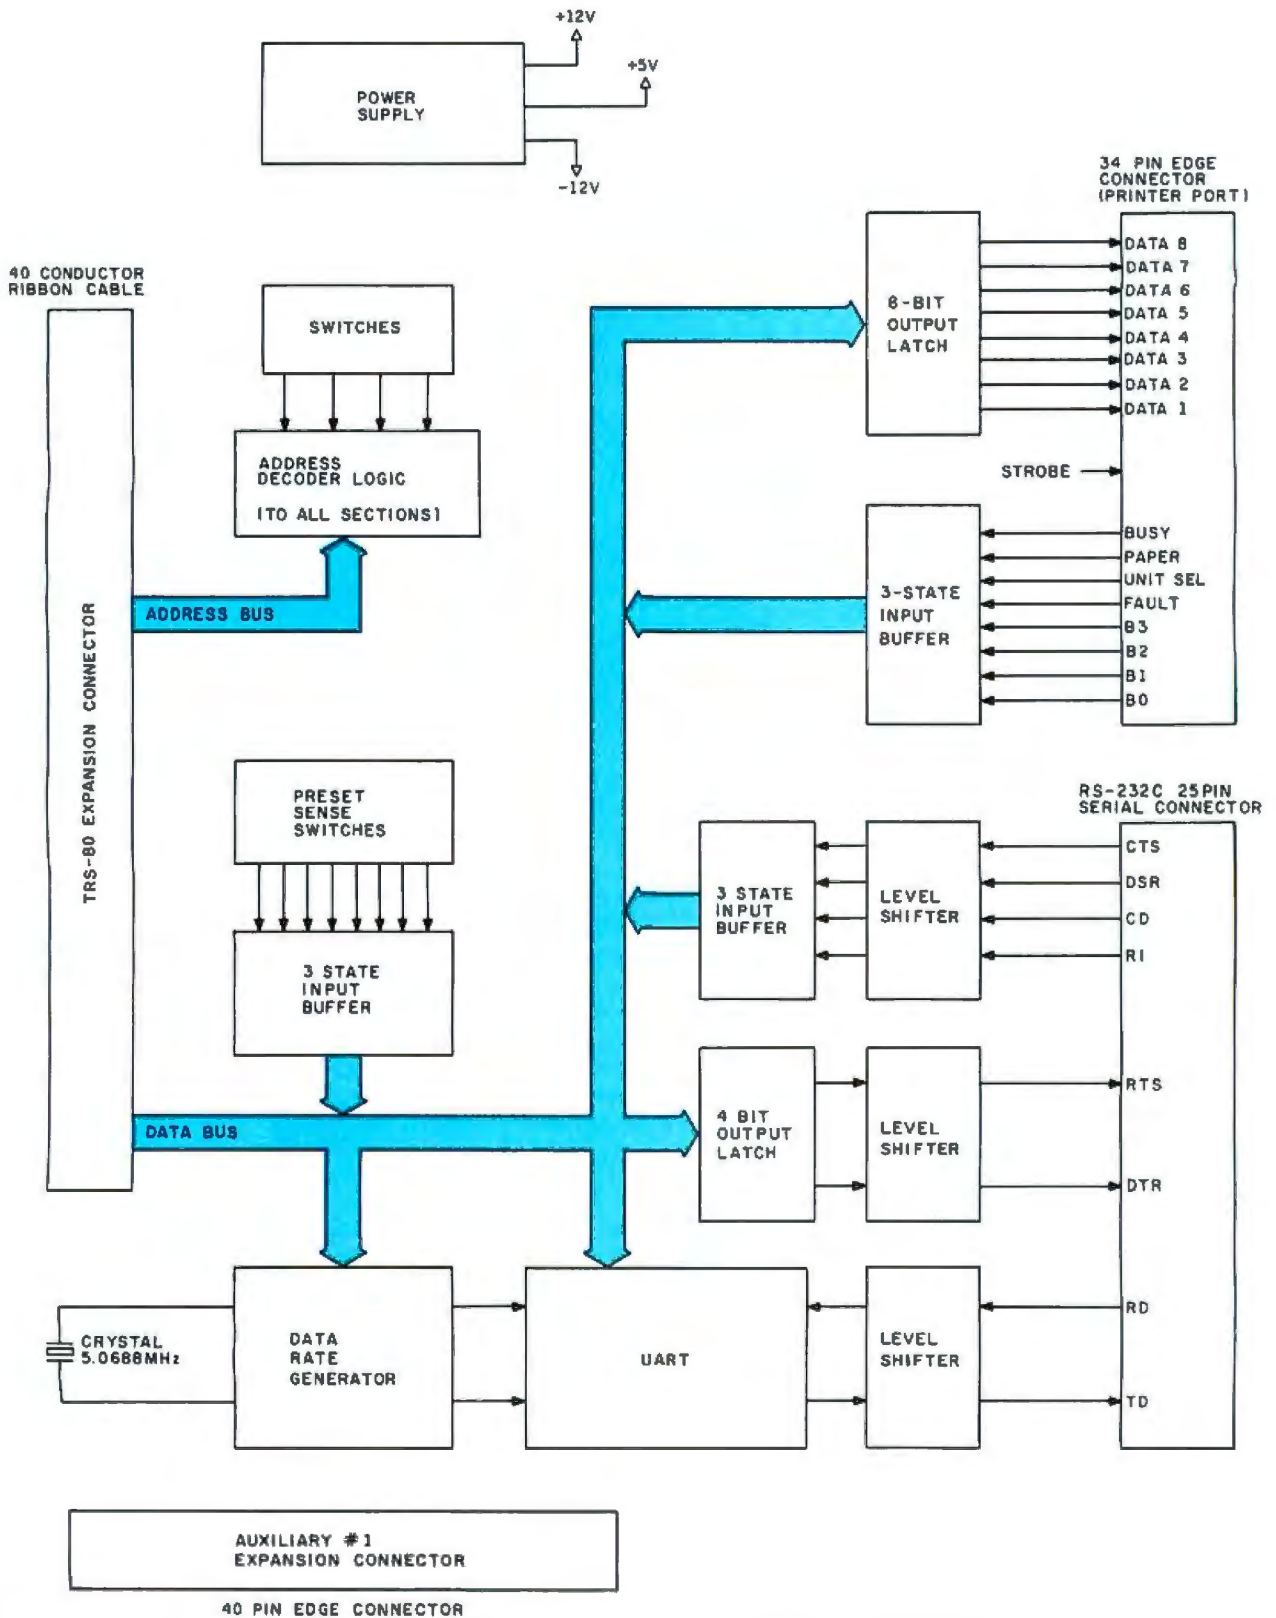 +12V
+5V
POWER
SUPPLY
-12V
34 PIN EDGE
CONNECTOR
(PRINTER PORT)
DATA 8
DATA 7
DATA 6
DATA 5
DATA 4
DATA 3
DATA 2
DATA 1
8-BIT
OUTPUT
LATCH
40 CONDUCTOR
RIBBON CABLE
SWITCHES
ADDRESS
DECODER LOGIC
(TO ALL SECTIONS)
STROBE
BUSY
PAPER
UNIT SEL
FAULT
B3
B2
B1
B0
3-STATE
INPUT
BUFFER
ADDRESS BUS
TRS-80 EXPANSION CONNECTOR
PRESET
SENSE
SWITCHES
3 STATE
INPUT
BUFFER
RS-232C 25PIN
SERIAL CONNECTOR
CTS
DSR
CD
RI
3 STATE
INPUT
BUFFER
LEVEL
SHIFTER
DATA BUS
4 BIT
OUTPUT
LATCH
LEVEL
SHIFTER
RTS
DTR
CRYSTAL
5.0688MHz
DATA
RATE
GENERATOR
UART
LEVEL
SHIFTER
RD
TD
AUXILIARY #1
EXPANSION CONNECTOR
40 PIN EDGE CONNECTOR